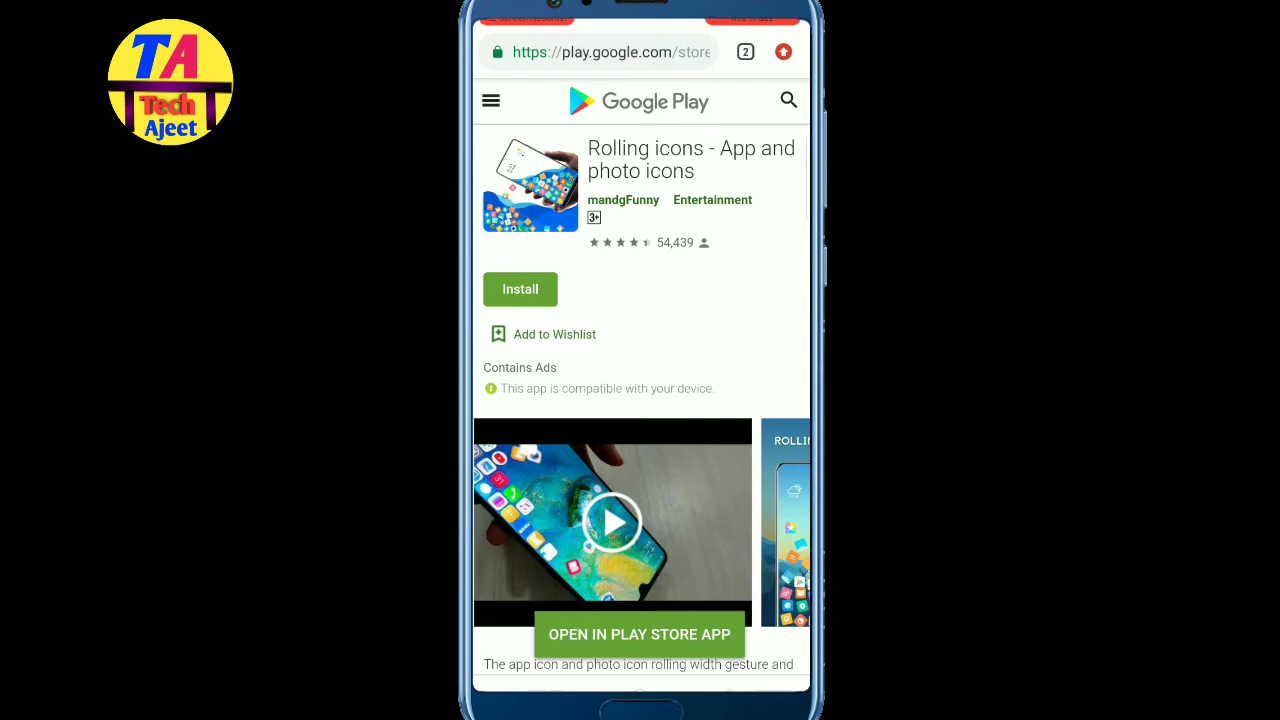 TA
Tech
Ajeet
https://play.google.com/store
2
Google Play
Rolling icons - App and
photo icons
mandgFunny Entertainment
3+
54,439
Install
Add to Wishlist
Contains Ads
This app is compatible with your device.
ROLLIN
OPEN IN PLAY STORE APP
The app icon and photo icon rolling width gesture and